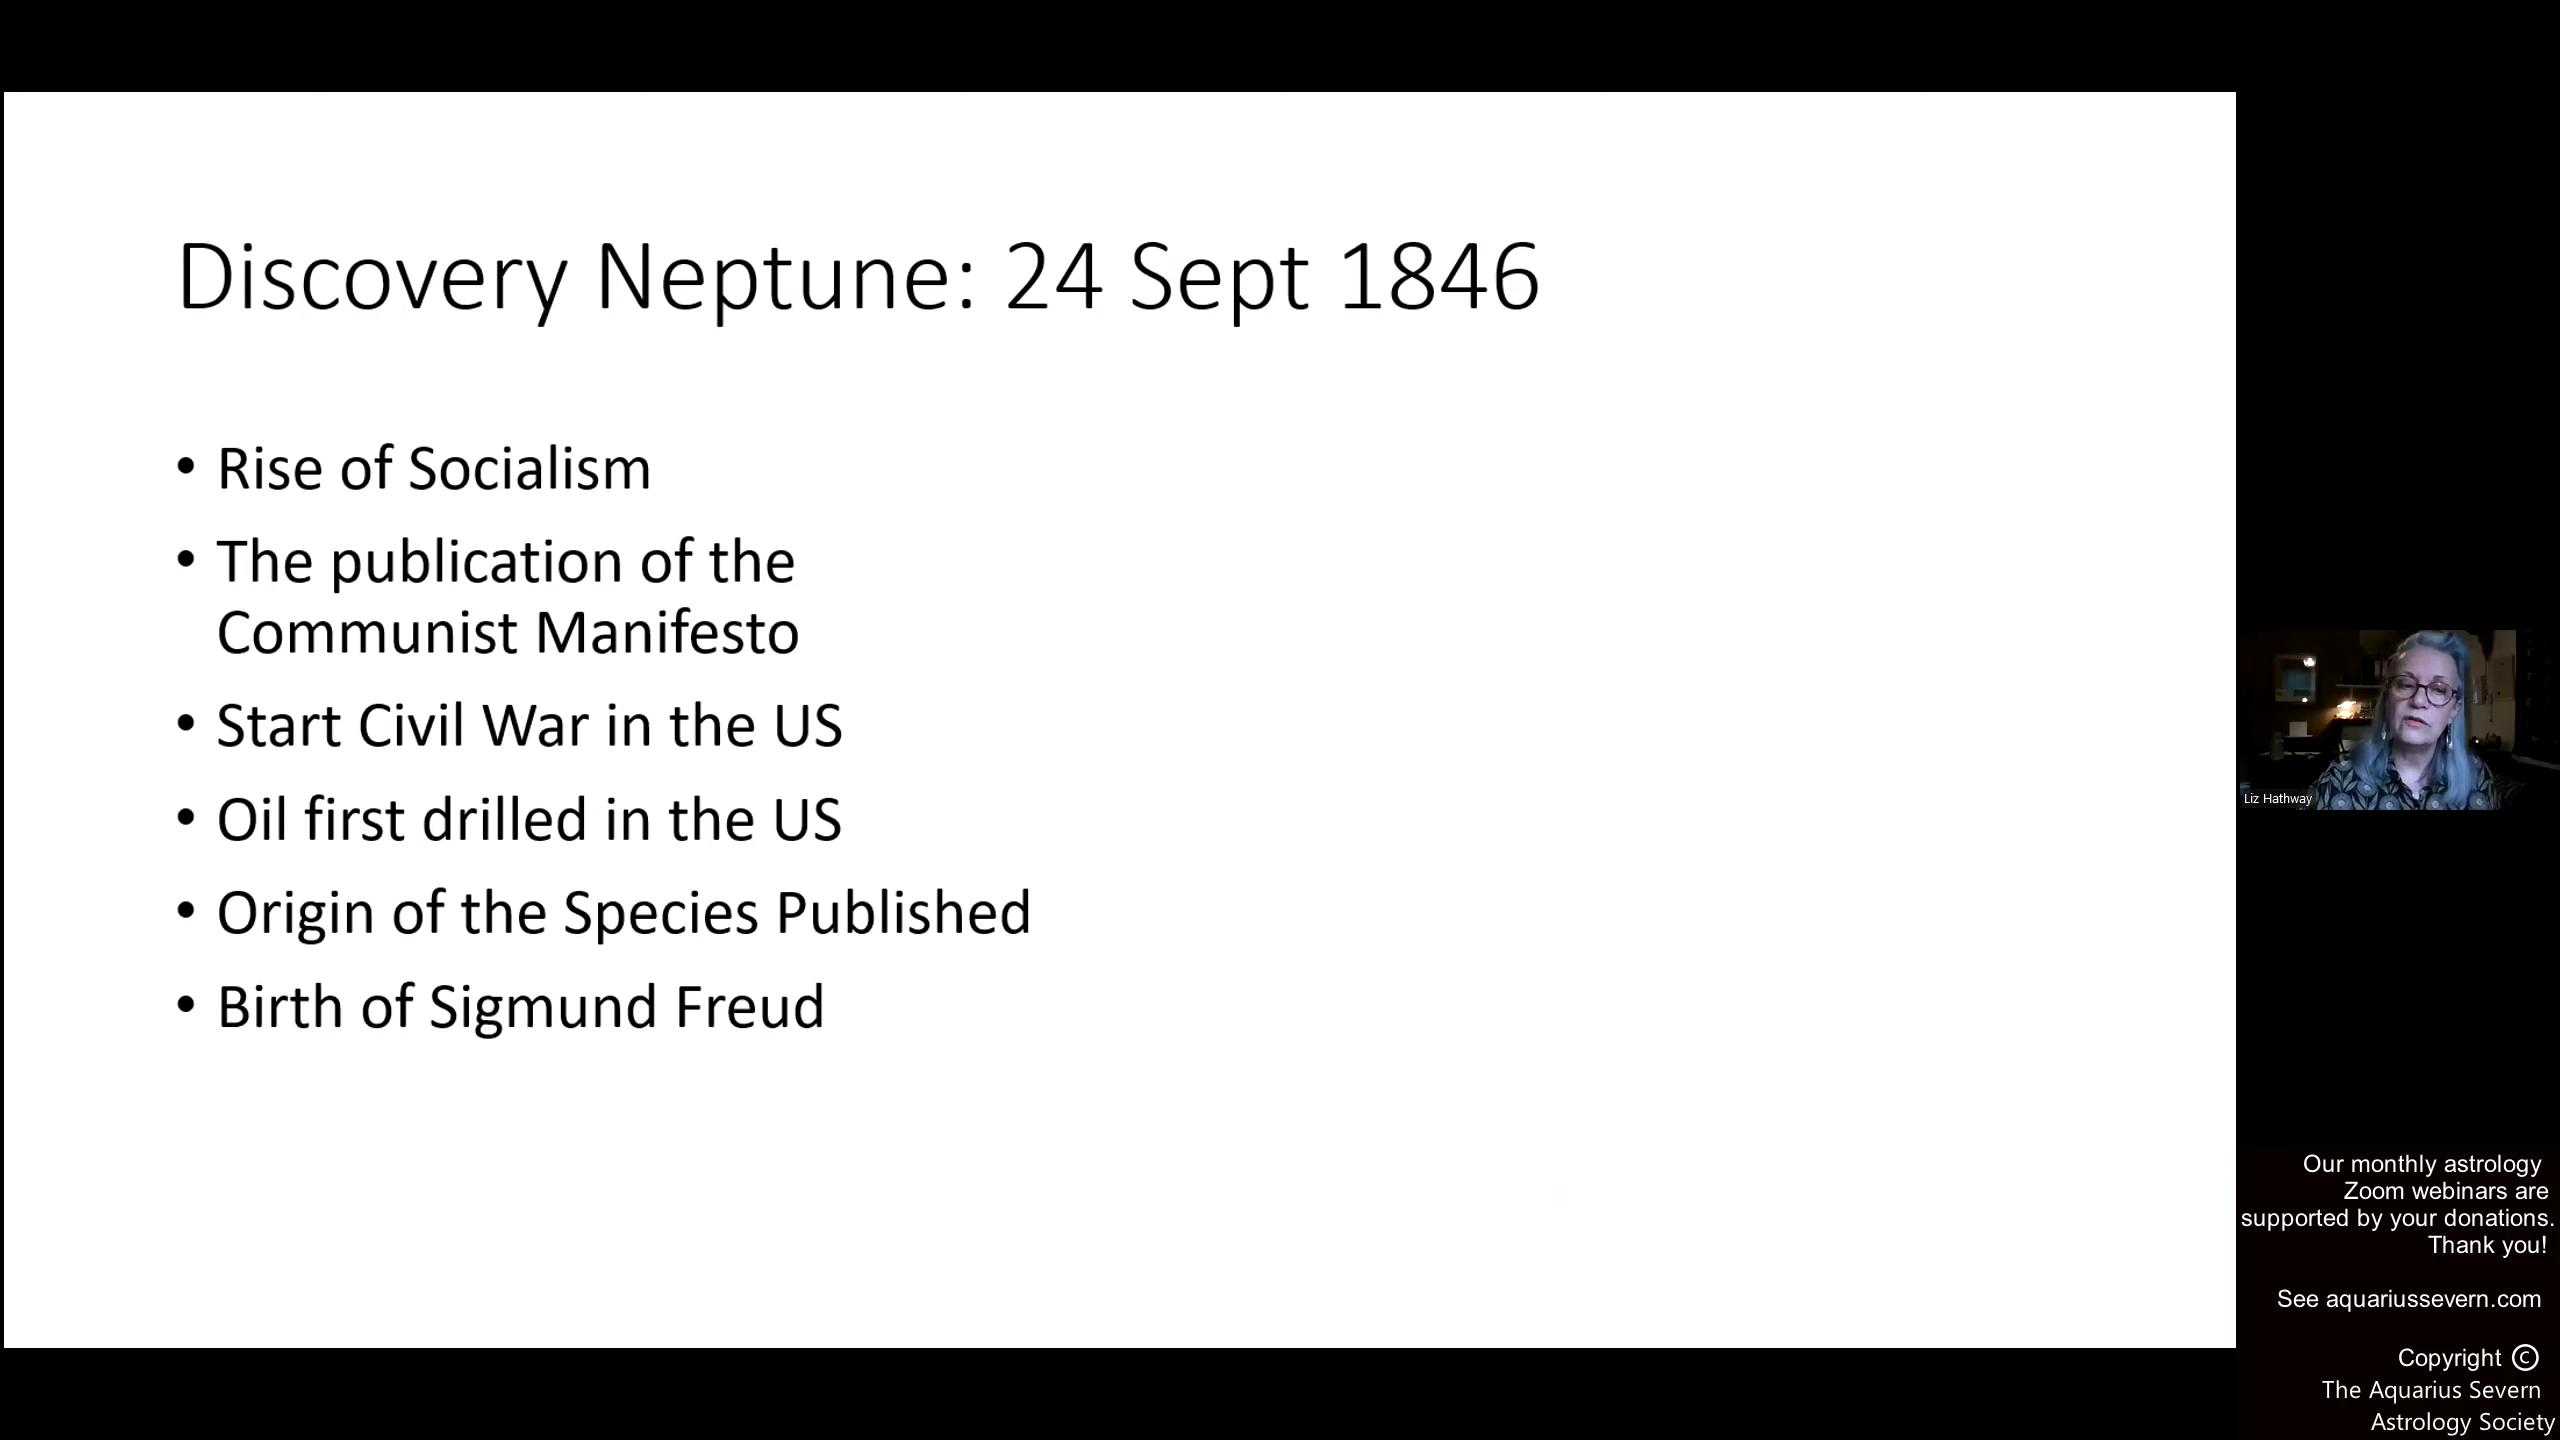 Discovery Neptune: 24 Sept 1846
• Rise of Socialism
• The publication of the
Communist Manifesto
• Start Civil War in the US
• Oil first drilled in the US
• Origin of the Species Published
• Birth of Sigmund Freud
Liz Hathway
Our monthly astrology
Zoom webinars are
supported by your donations.
Thank you!
See aquariussevern.com
Copyright ©
The Aquarius Severn
Astrology Society